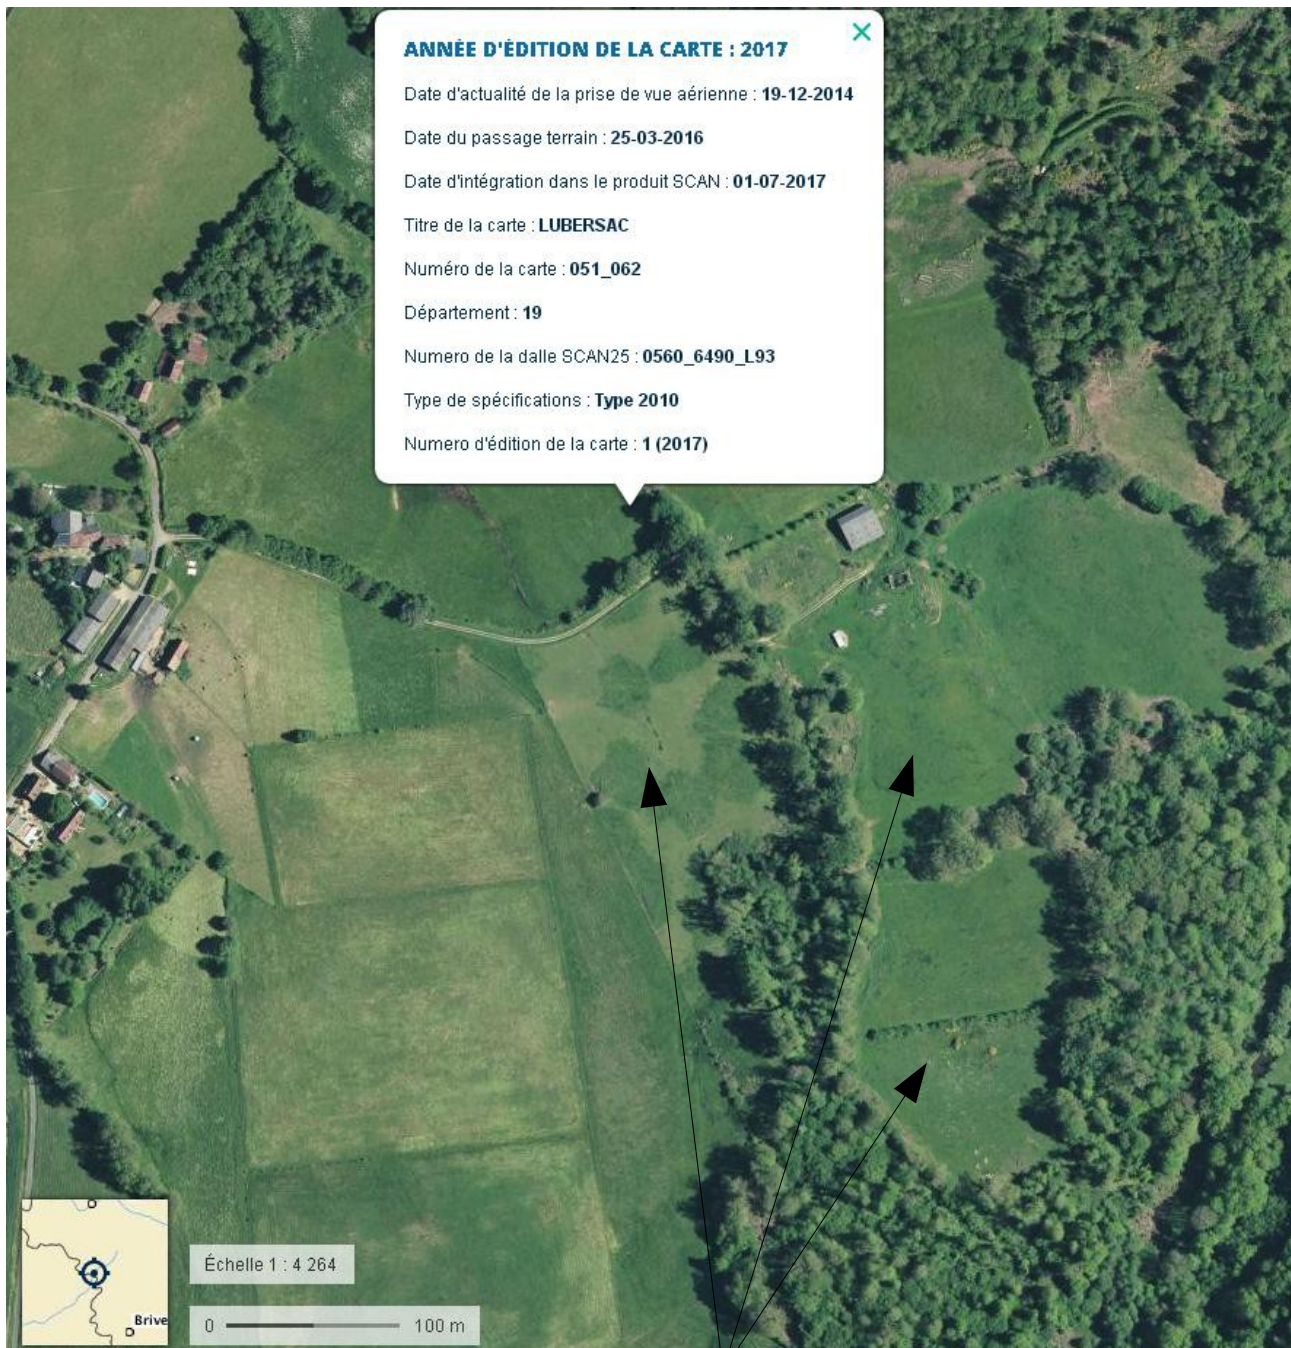 ANNÉE D'ÉDITION DE LA CARTE : 2017
Date d'actualité de la prise de vue aérienne : 19-12-2014
Date du passage terrain : 25-03-2016
Date d'intégration dans le produit SCAN : 01-07-2017
Titre de la carte : LUBERSAC
Numéro de la carte : 051_062
Département : 19
Numero de la dalle SCAN25 : 0560_6490_L93
Type de spécifications : Type 2010
Numero d'édition de la carte : 1 (2017)
Échelle 1 : 4 264
Brive
0 100 m